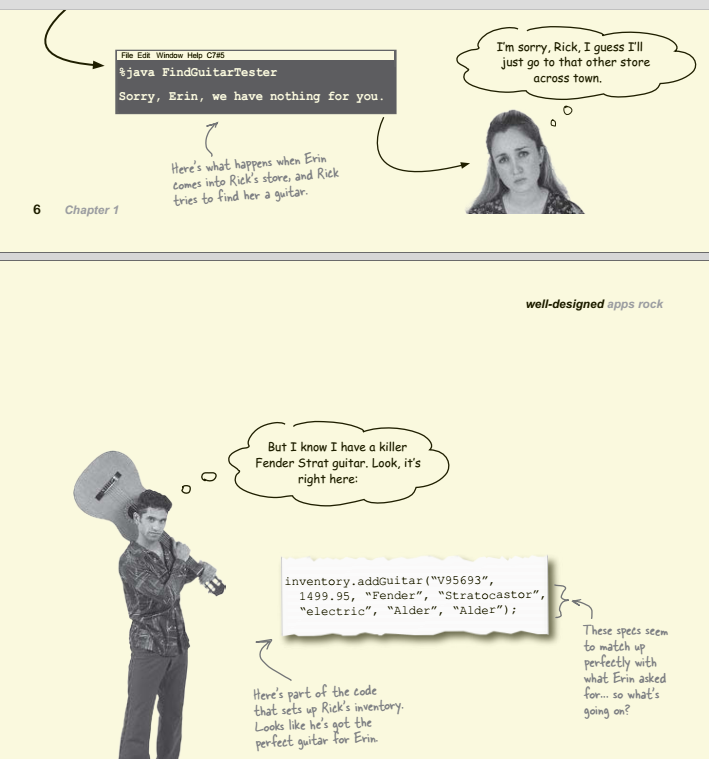 File Edit Window Help C7#5
%java FindGuitarTester
Sorry, Erin, we have nothing for you.
I'm sorry, Rick, I guess I'll
just go to that other store
across town.
Here's what happens when Erin
comes into Rick's store, and Rick
tries to find her a guitar.
6 Chapter 1
well-designed apps rock
But I know I have a killer
Fender Strat guitar. Look, it's
right here:
inventory.addGuitar(“V95693”,
1499.95, “Fender”, “Stratocastor”,
“electric”, “Alder”, “Alder”);
These specs seem
to match up
perfectly with
what Erin asked
for... so what's
going on?
Here's part of the code
that sets up Rick's inventory.
Looks like he's got the
perfect guitar for Erin.